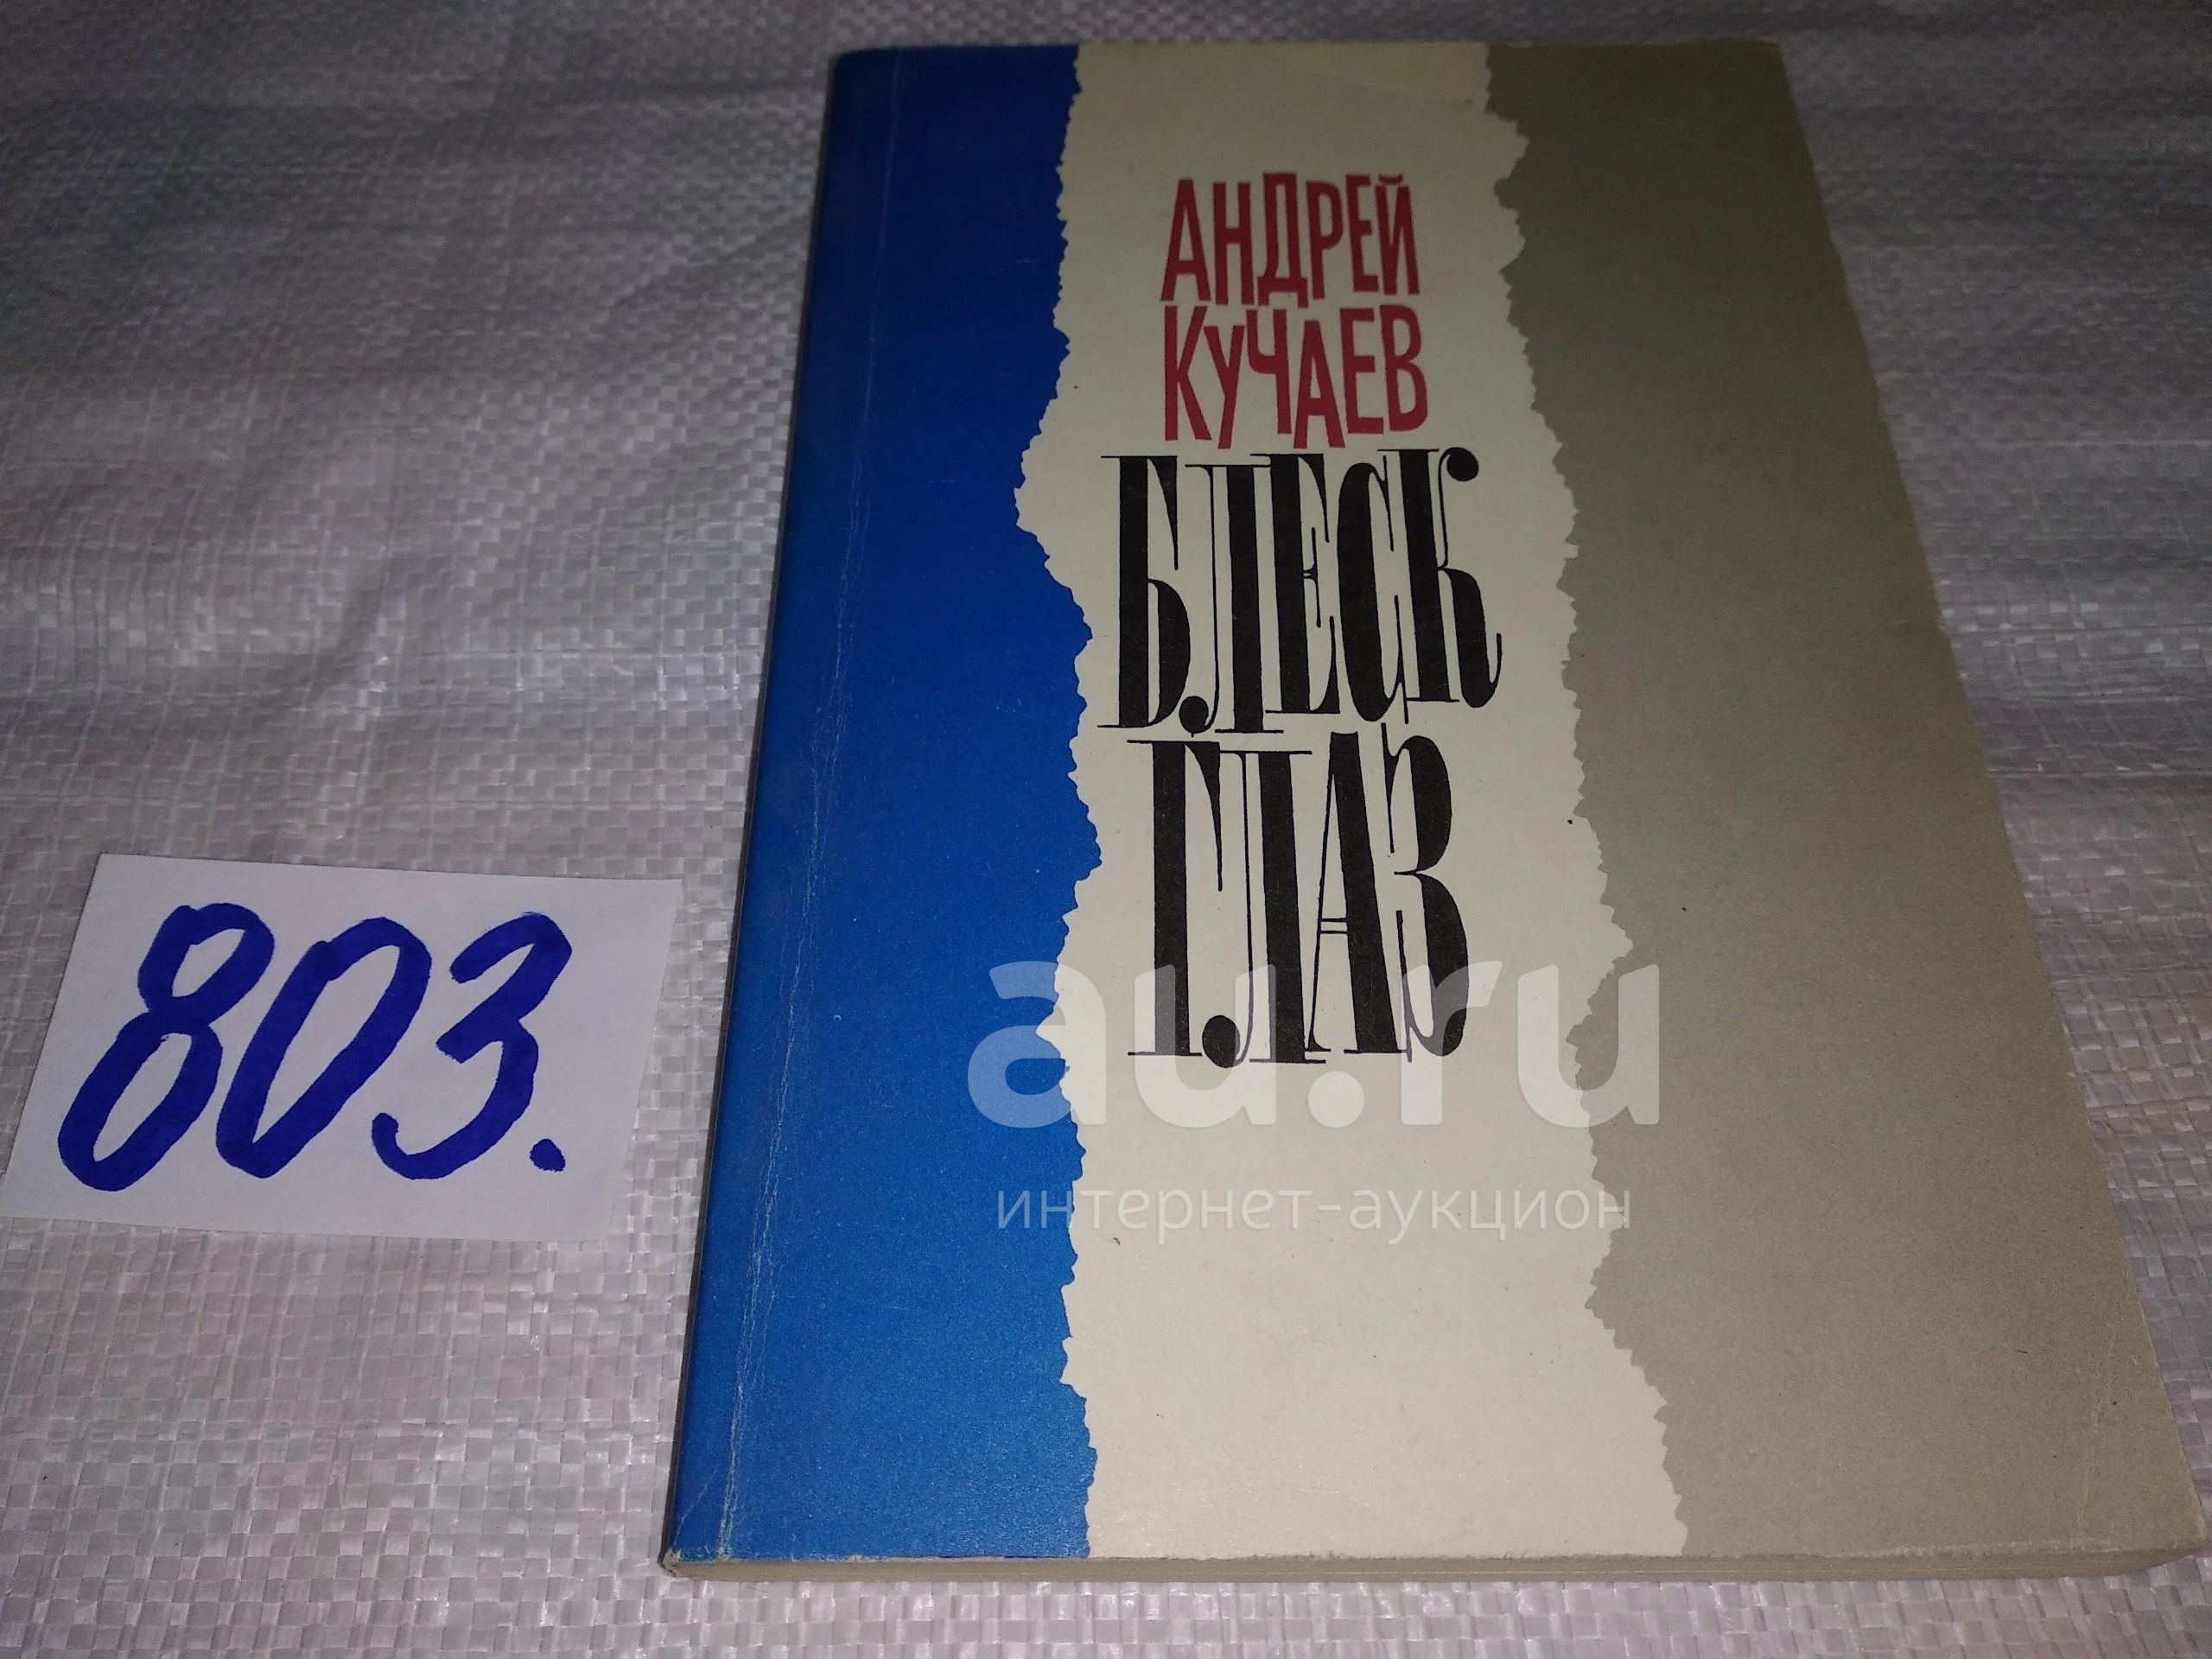 АНДРЕЙ
КУЧАЕВ
БЛЕСК
ГЛАЗ
803.
au.ru
интернет-аукцион